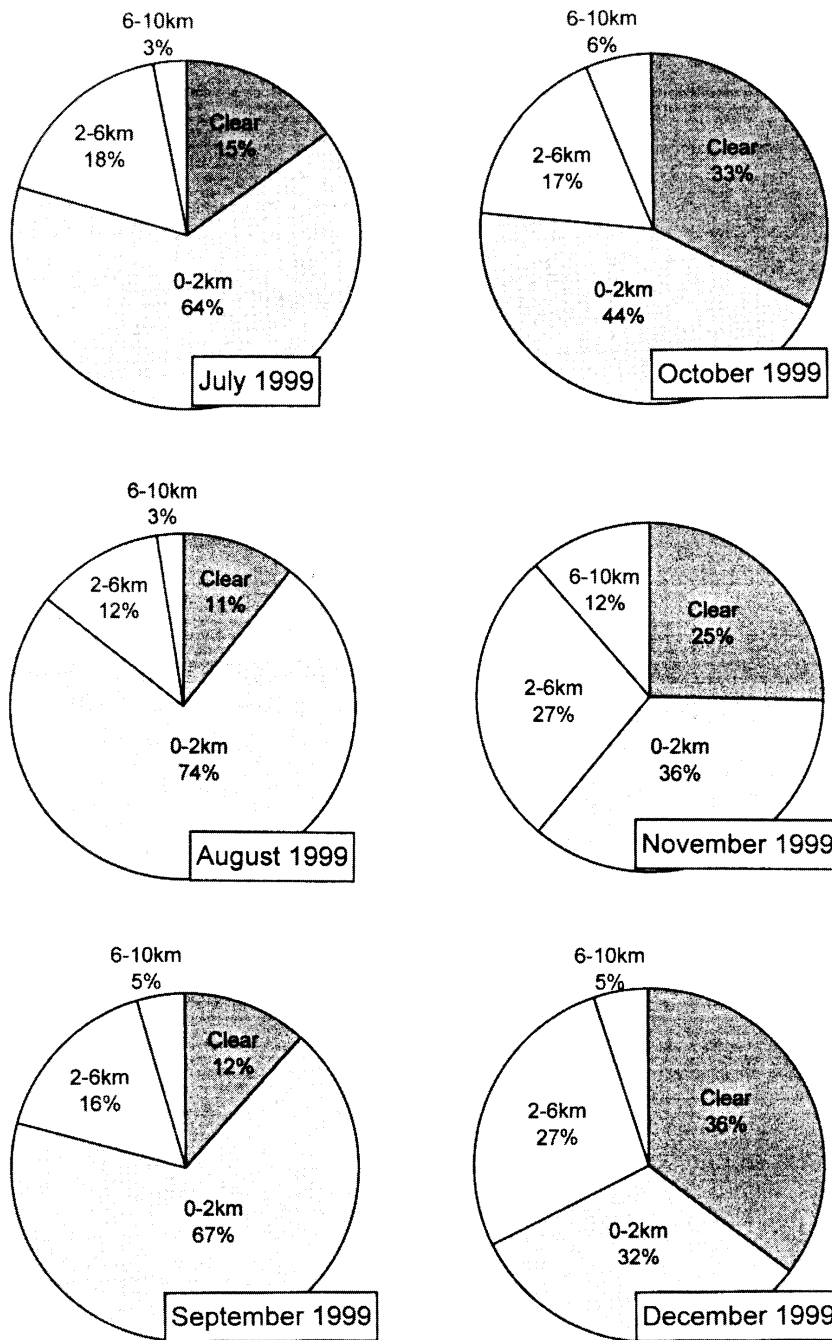 6-10km
3%
Clear
15%
2-6km
18%
0-2km
64%
July 1999
6-10km
6%
Clear
33%
2-6km
17%
0-2km
44%
October 1999
6-10km
3%
Clear
11%
2-6km
12%
0-2km
74%
August 1999
6-10km
12%
Clear
25%
2-6km
27%
0-2km
36%
November 1999
6-10km
5%
Clear
12%
2-6km
16%
0-2km
67%
September 1999
6-10km
5%
Clear
36%
2-6km
27%
0-2km
32%
December 1999